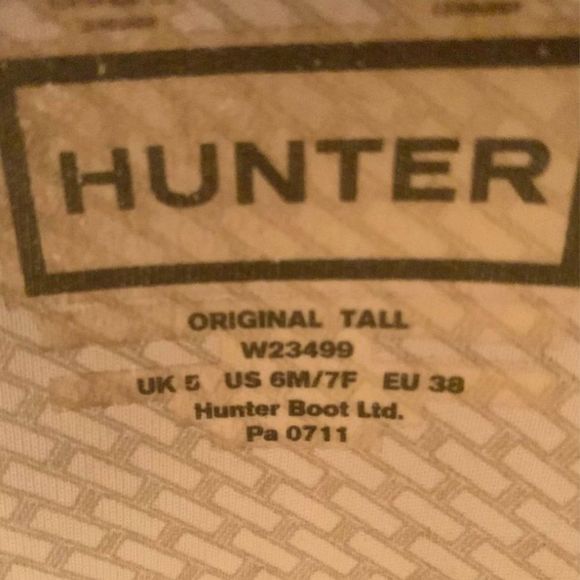 HUNTER
ORIGINAL TALL
W23499
UK 5 US 6M/7F EU 38
Hunter Boot Ltd.
Pa 0711